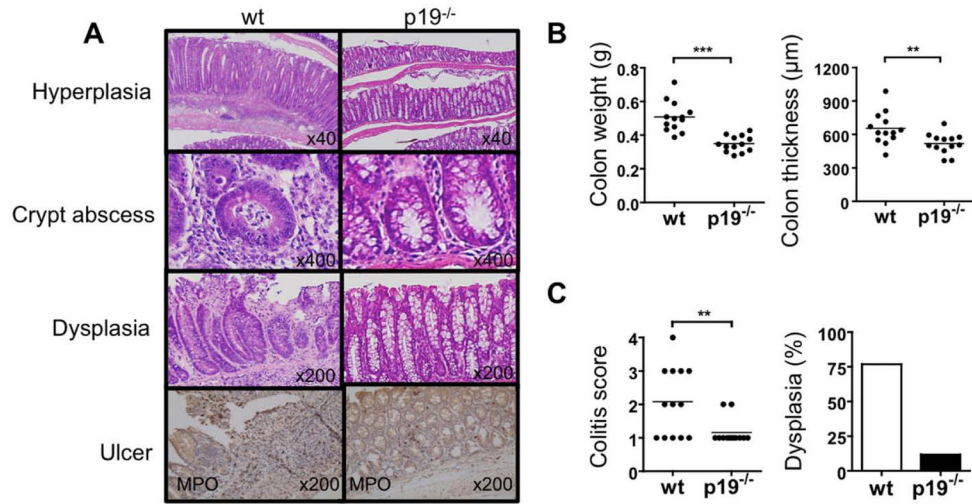 A
wt
p19-/-
Hyperplasia
x40
x40
Crypt abscess
x400
x400
Dysplasia
x200
x200
Ulcer
MPO
x200
MPO
x200
B
Colon weight (g)
0.8
0.6
0.4
0.2
0.0
***
wt
p19-/-
Colon thickness (µm)
1200
900
600
300
0
**
wt
p19-/-
C
Colitis score
4
3
2
1
0
**
wt
p19-/-
Dysplasia (%)
100
75
50
25
0
wt
p19-/-